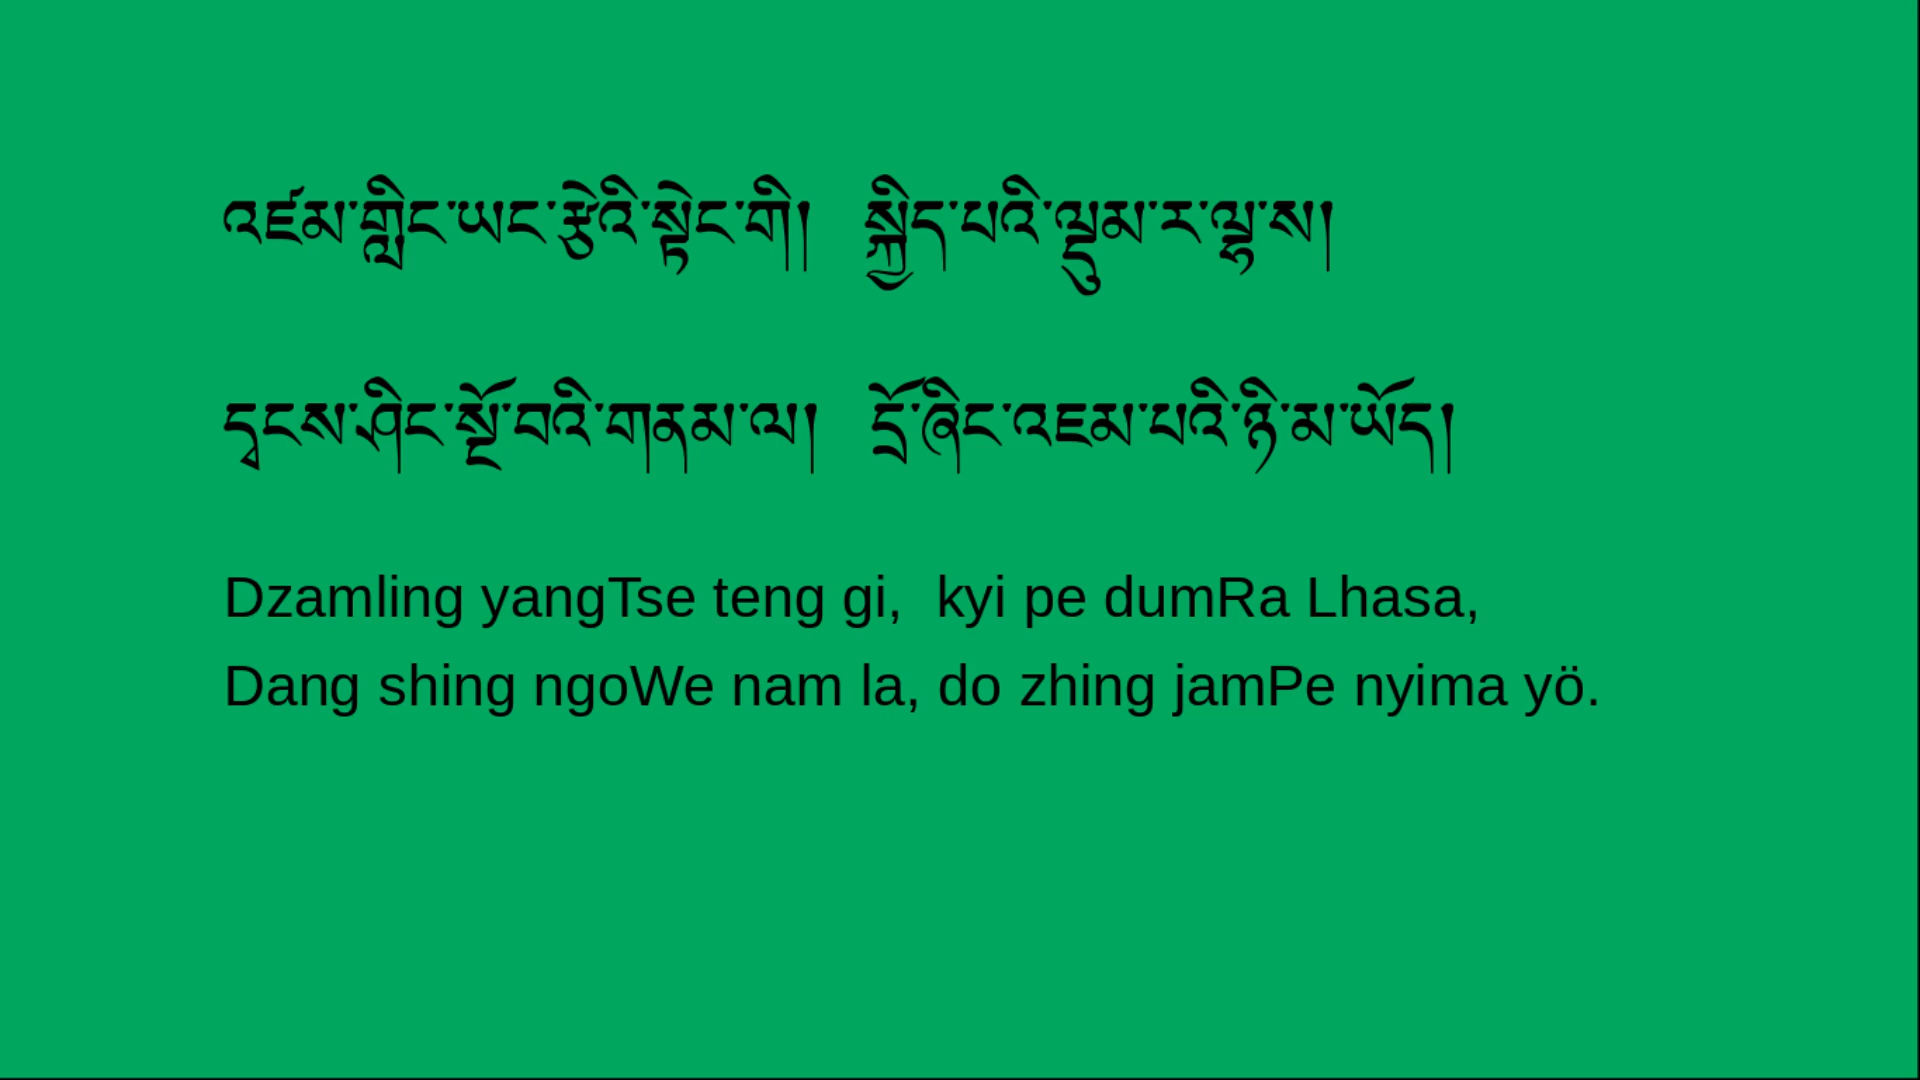 འཛམ་གླིང་ཡང་རྩེའི་སྟེང་གི།   སྐྱིད་པའི་ལྡུམ་ར་ལྷ་ས།
དྭངས་ཤིང་སྔོ་བའི་གནམ་ལ།   དྲོ་ཞིང་འཇམ་པའི་ཉི་མ་ཡོད།
Dzamling yangTse teng gi,  kyi pe dumRa Lhasa,
Dang shing ngoWe nam la, do zhing jamPe nyima yö.